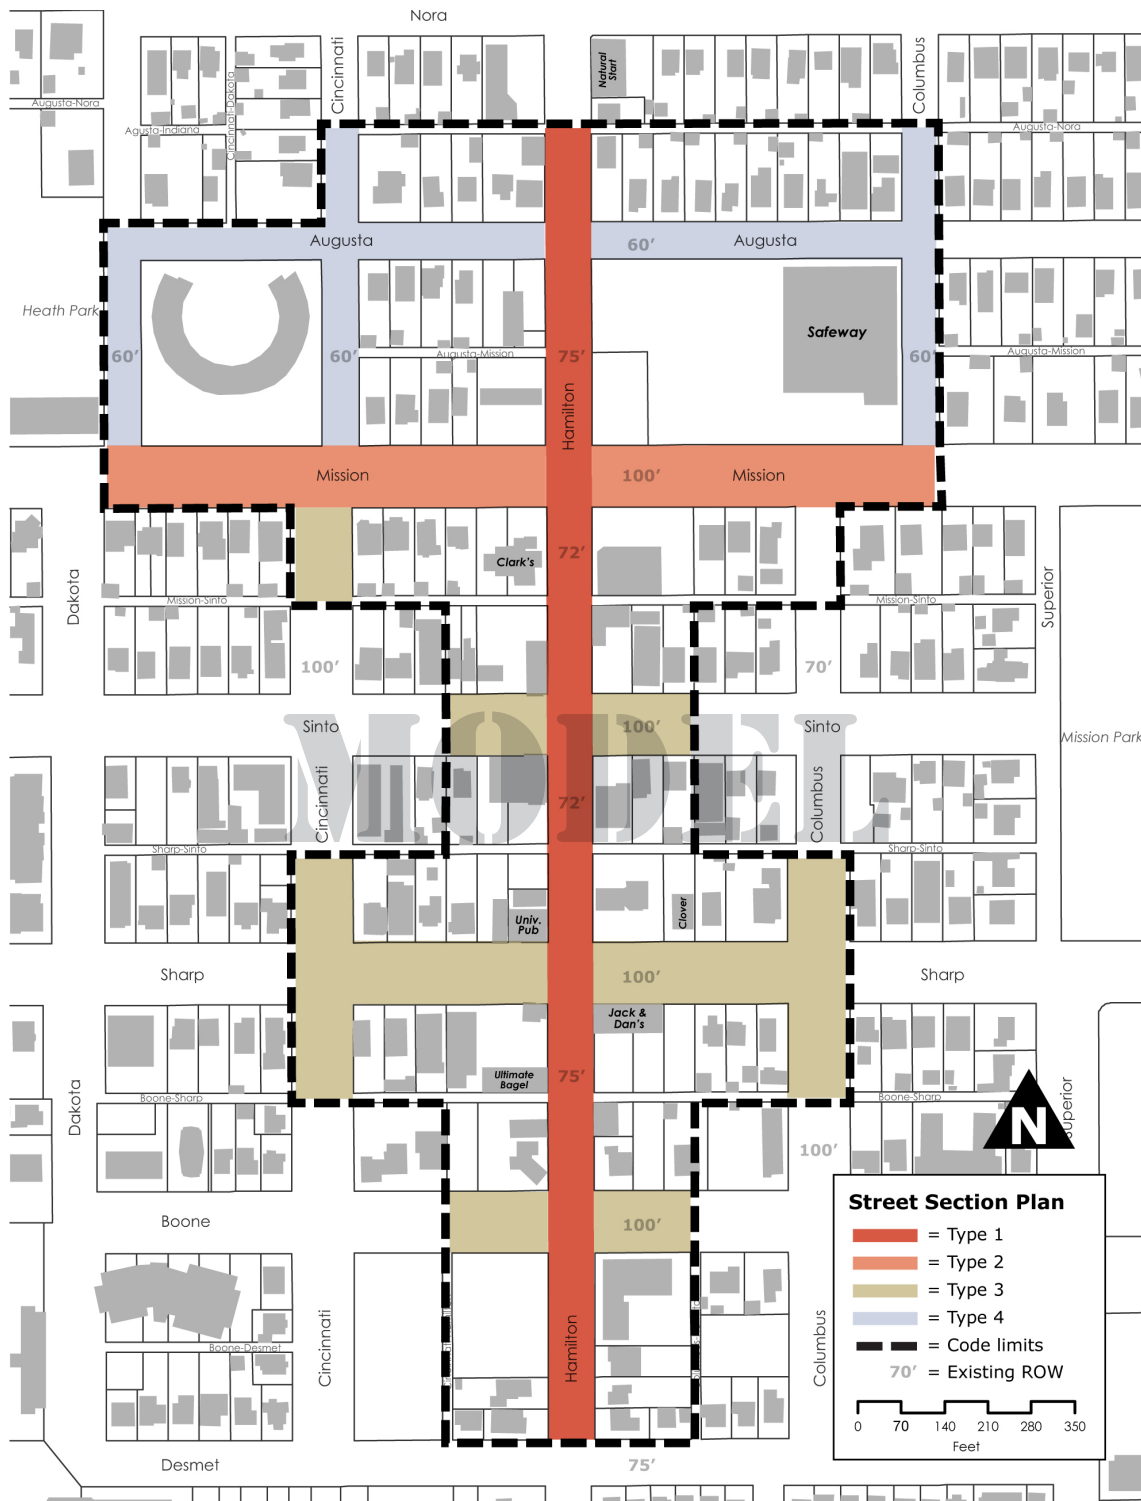 Nora
Cincinnati
Columbus
Natural
Start
Augusta-Nora
Cincinnati-Dakota
Agusta-Indiana
Augusta-Nora
Augusta
60'
Augusta
Heath Park
Safeway
60'
60'
Augusta-Mission
75'
60'
Augusta-Mission
Hamilton
Mission
100'
Mission
Clark's
72'
Dakota
Mission-Sinto
Mission-Sinto
Superior
100'
70'
Sinto
100'
Sinto
Mission Park
MODEL
Cincinnati
72'
Columbus
Sharp-Sinto
Sharp-Sinto
Univ.
Pub
Clover
Sharp
100'
Sharp
Jack &
Dan's
Ultimate
Bagel
75'
Dakota
Boone-Sharp
Boone-Sharp
Superior
N
100'
Boone
100'
Street Section Plan
= Type 1
= Type 2
= Type 3
= Type 4
= Code limits
70' = Existing ROW
0 70 140 210 280 350
Feet
Cincinnati
Hamilton
Columbus
Boone-Desmet
Desmet
75'